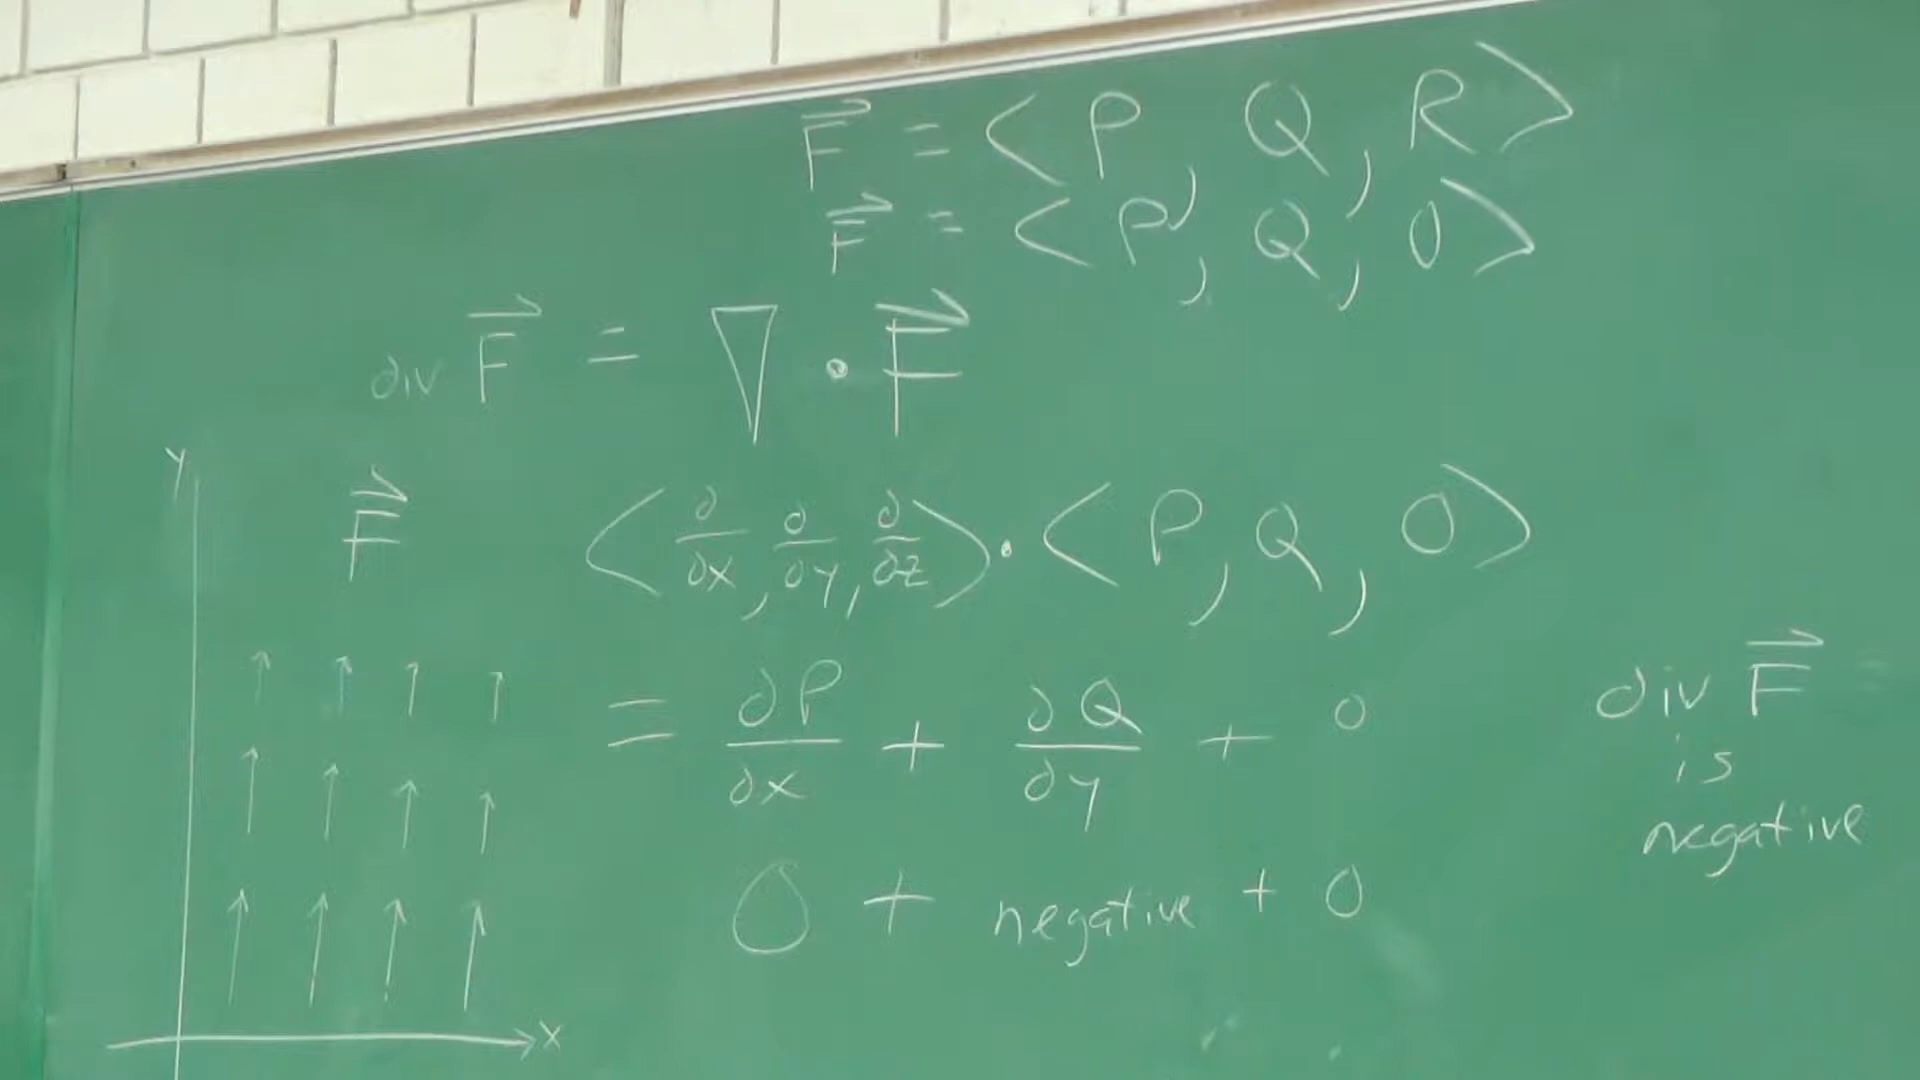 F⃗ = <P, Q, R>
F⃗ = <P, Q, 0>
div F⃗ = ∇ · F⃗
y
F⃗
<∂/∂x, ∂/∂y, ∂/∂z> · <P, Q, 0>
= ∂P/∂x + ∂Q/∂y + 0
div F⃗
is
negative
0 + negative + 0
x